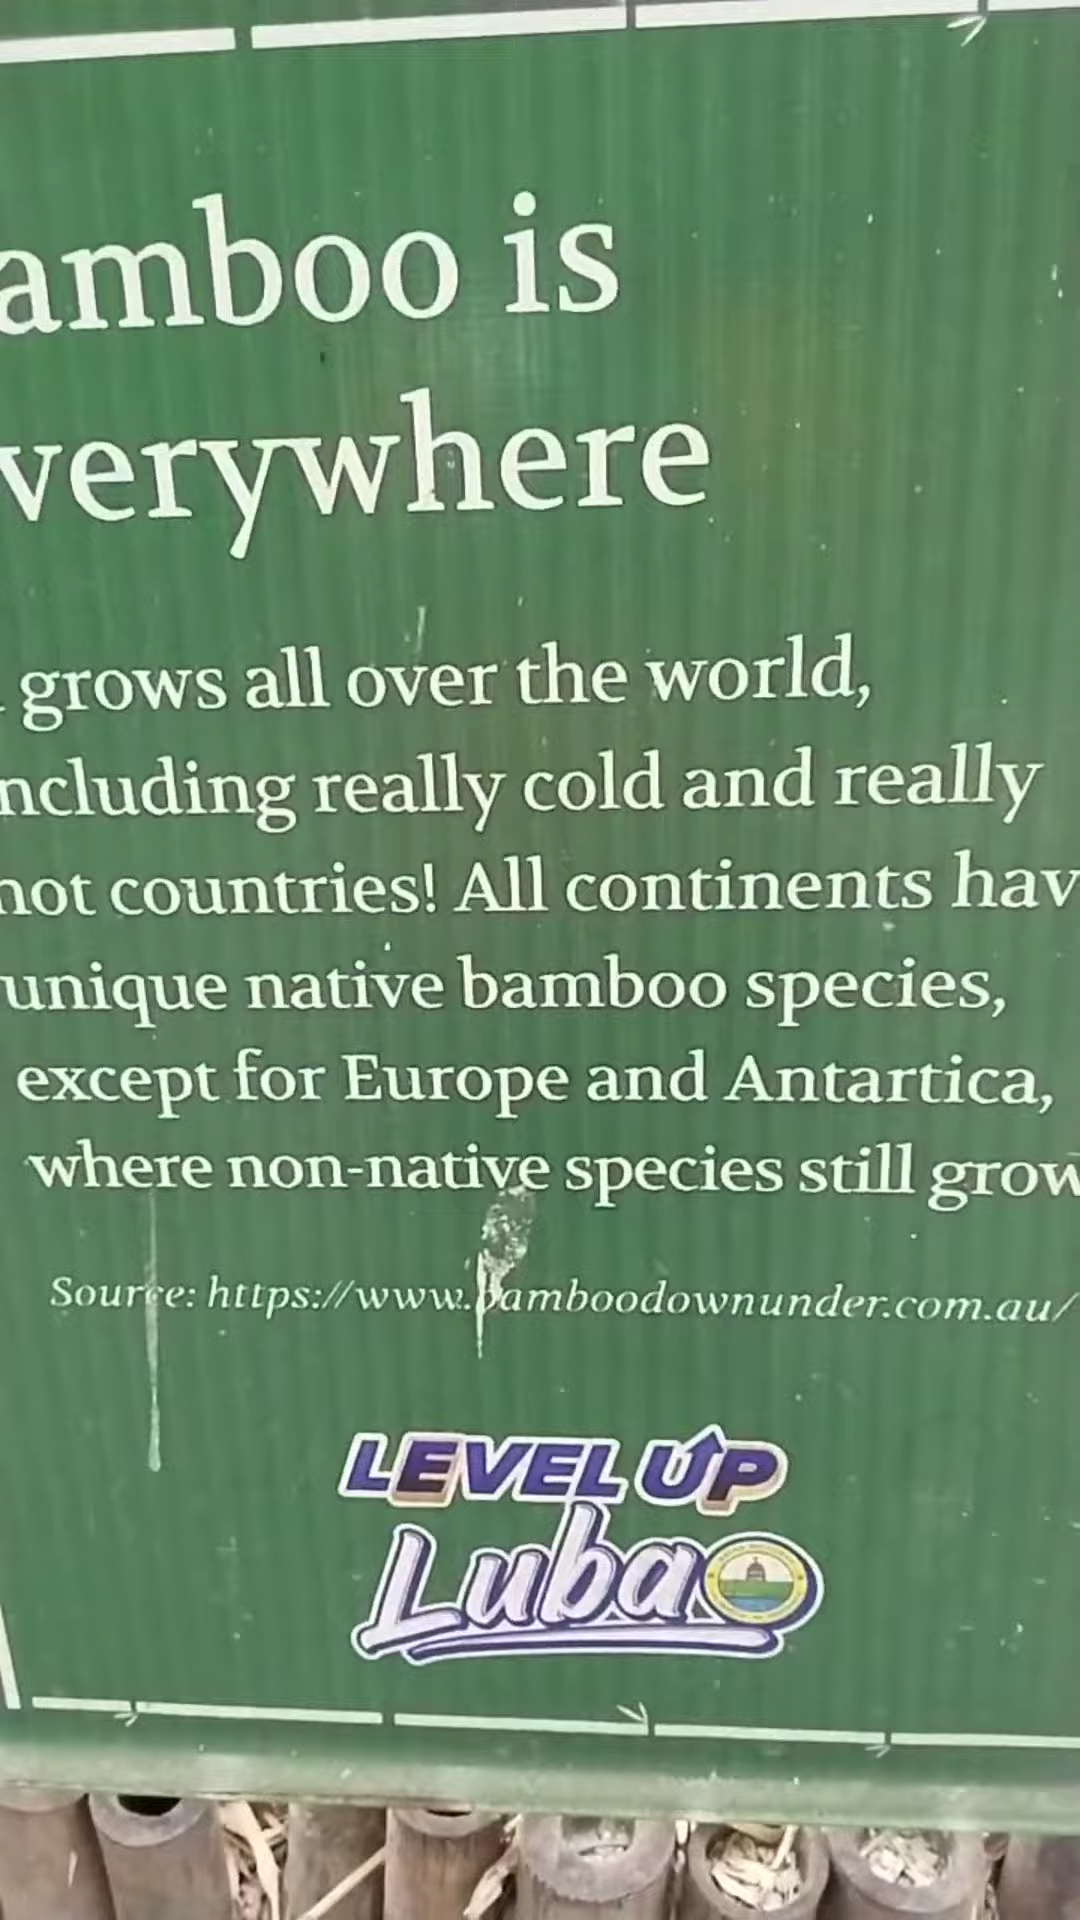 amboo is
verywhere
grows all over the world,
ncluding really cold and really
hot countries! All continents hav
unique native bamboo species,
except for Europe and Antartica,
where non-native species still grow
Source: https://www.bamboodownunder.com.au/
LEVEL UP
Lubao